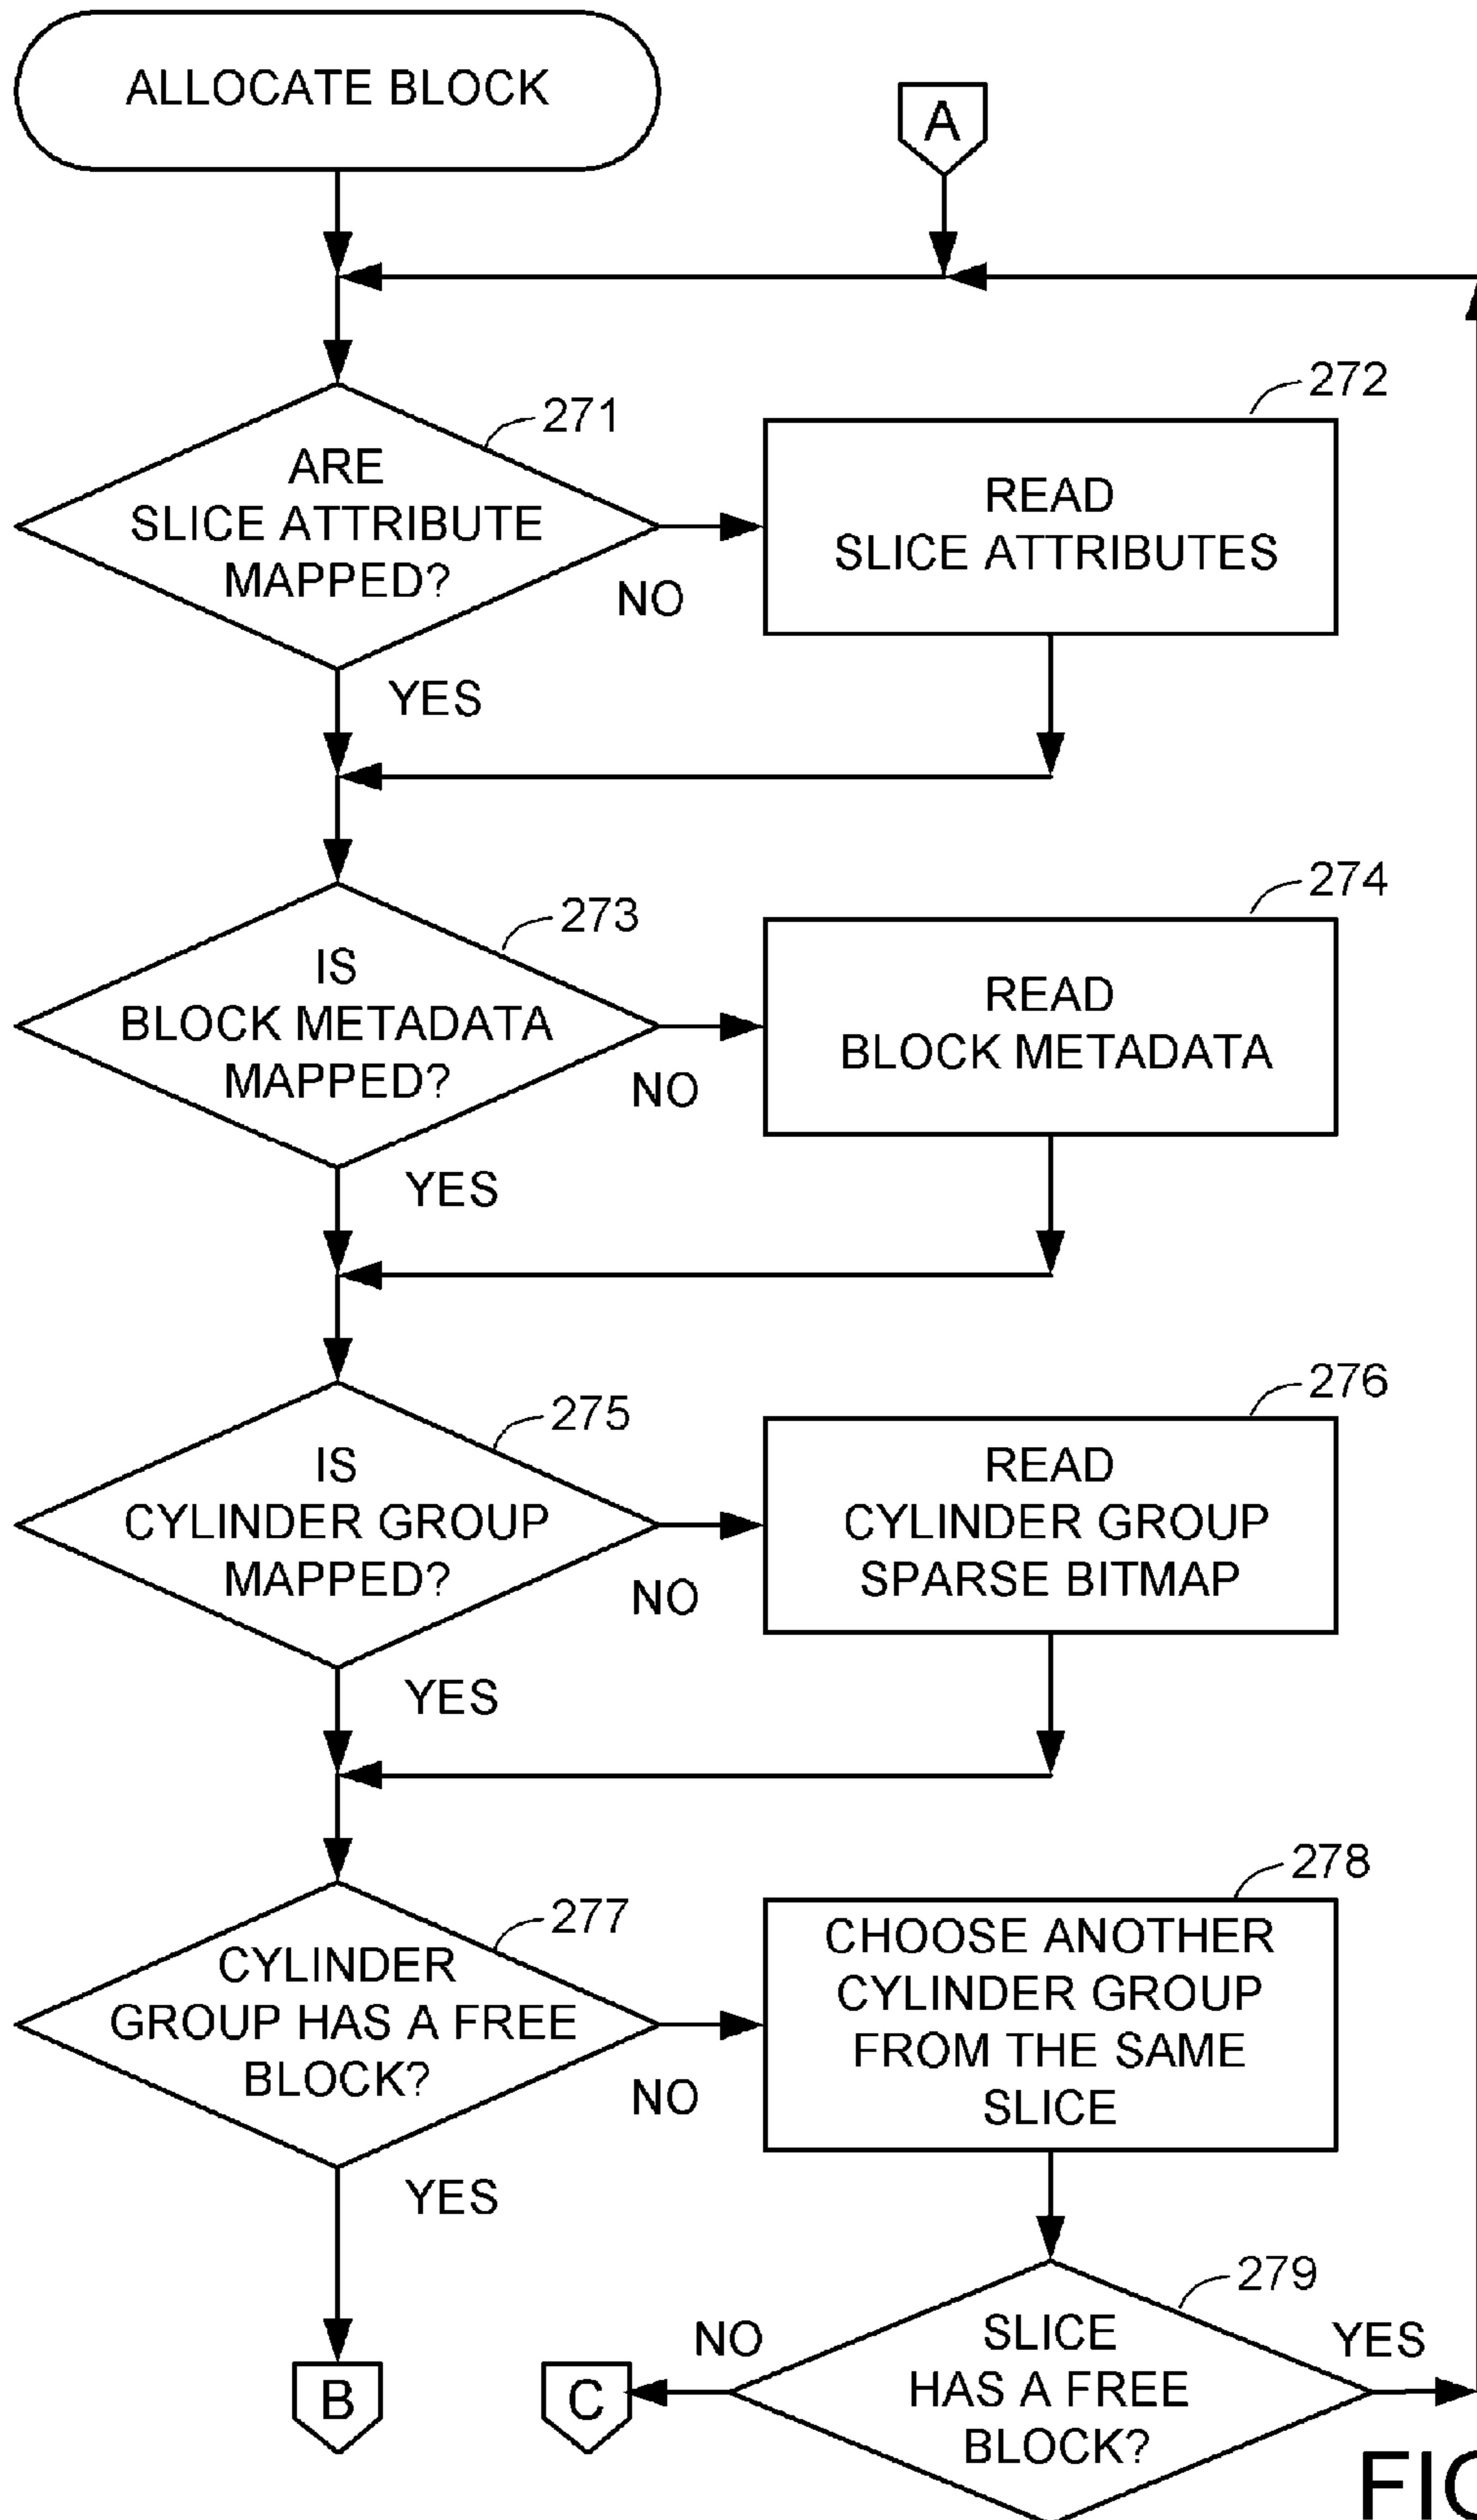 ALLOCATE BLOCK
A
271
ARE
SLICE ATTRIBUTE
MAPPED?
NO
YES
272
READ
SLICE ATTRIBUTES
273
IS
BLOCK METADATA
MAPPED?
NO
YES
274
READ
BLOCK METADATA
275
IS
CYLINDER GROUP
MAPPED?
NO
YES
276
READ
CYLINDER GROUP
SPARSE BITMAP
277
CYLINDER
GROUP HAS A FREE
BLOCK?
NO
YES
278
CHOOSE ANOTHER
CYLINDER GROUP
FROM THE SAME
SLICE
279
SLICE
HAS A FREE
BLOCK?
NO
YES
B
C